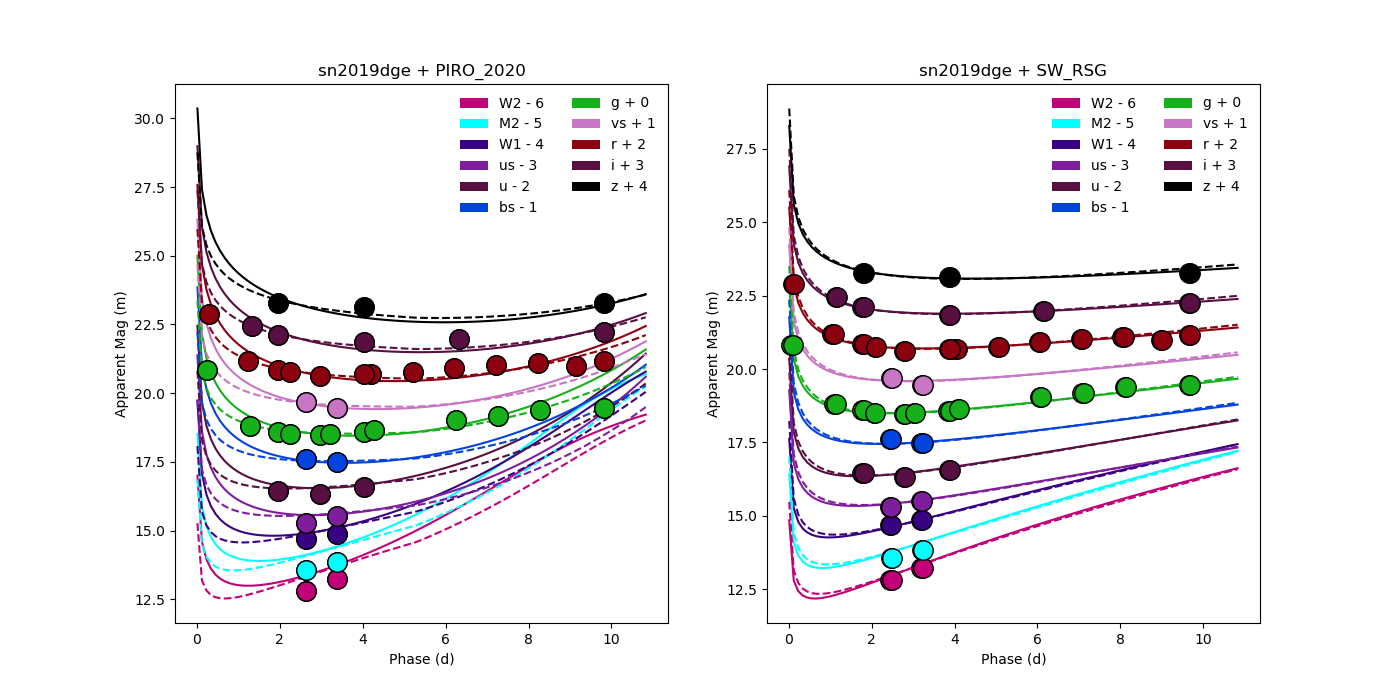 sn2019dge + PIRO_2020
Apparent Mag (m)
30.0
27.5
25.0
22.5
20.0
17.5
15.0
12.5
0 2 4 6 8 10
Phase (d)
W2 - 6
M2 - 5
W1 - 4
us - 3
u - 2
bs - 1
g + 0
vs + 1
r + 2
i + 3
z + 4
sn2019dge + SW_RSG
Apparent Mag (m)
27.5
25.0
22.5
20.0
17.5
15.0
12.5
0 2 4 6 8 10
Phase (d)
W2 - 6
M2 - 5
W1 - 4
us - 3
u - 2
bs - 1
g + 0
vs + 1
r + 2
i + 3
z + 4